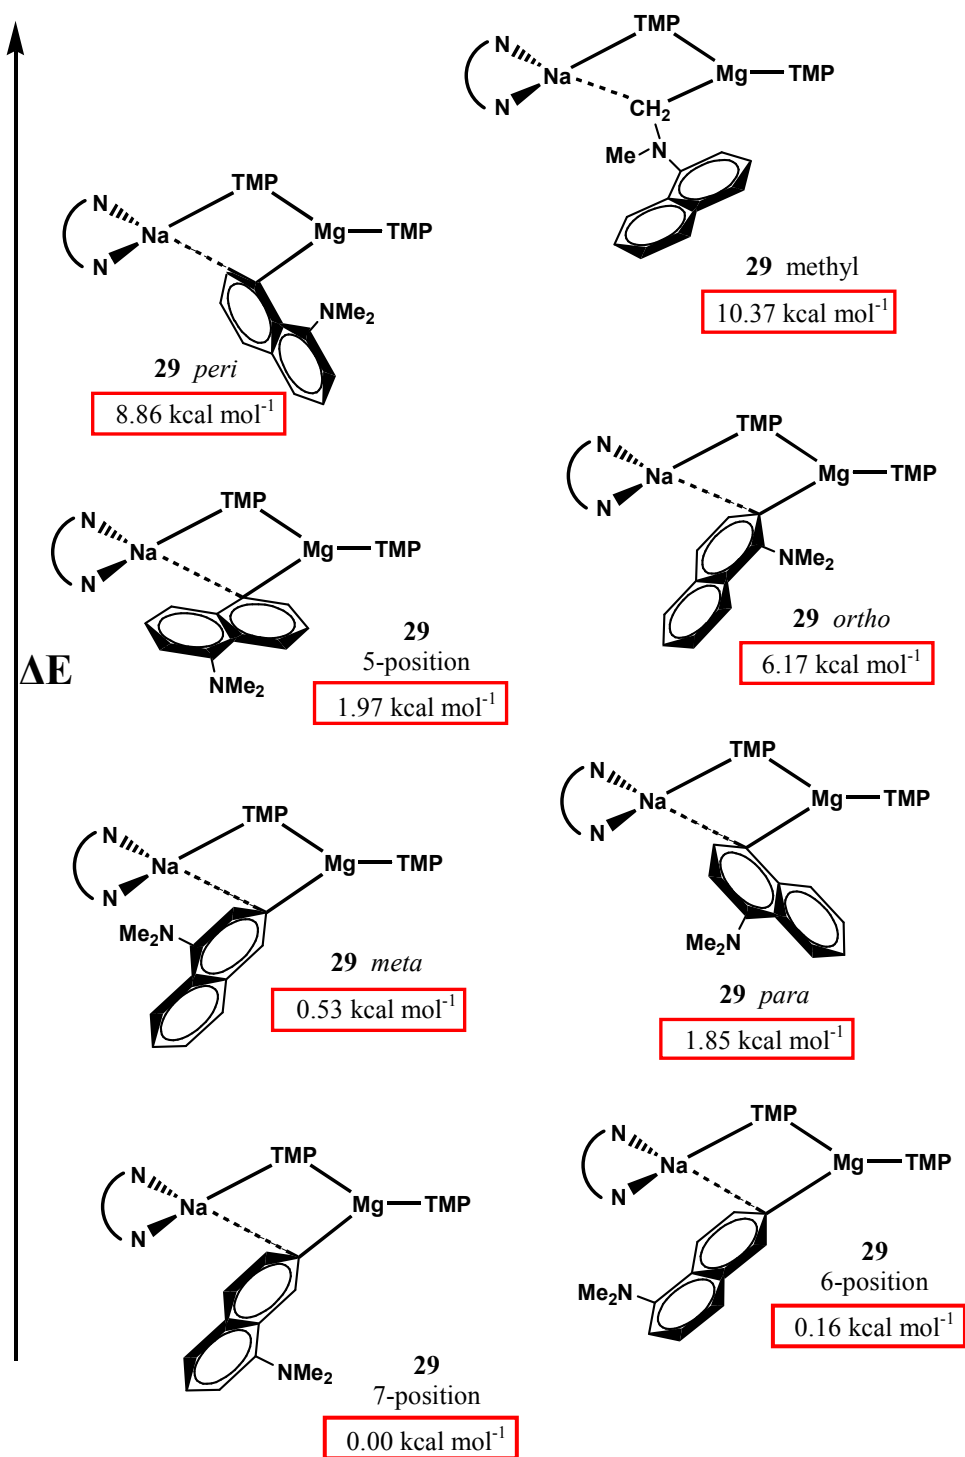 TMP
N
Na
Mg
TMP
N
CH₂
Me
N
29 methyl
10.37 kcal mol⁻¹
TMP
N
Na
Mg
TMP
N
NMe₂
29 peri
8.86 kcal mol⁻¹
TMP
N
Na
Mg
TMP
N
NMe₂
29 ortho
6.17 kcal mol⁻¹
TMP
N
Na
Mg
TMP
N
NMe₂
29
5-position
1.97 kcal mol⁻¹
ΔE
TMP
N
Na
Mg
TMP
N
Me₂N
29 para
1.85 kcal mol⁻¹
TMP
N
Na
Mg
TMP
N
Me₂N
29 meta
0.53 kcal mol⁻¹
TMP
N
Na
Mg
TMP
N
Me₂N
29
6-position
0.16 kcal mol⁻¹
TMP
N
Na
Mg
TMP
N
NMe₂
29
7-position
0.00 kcal mol⁻¹